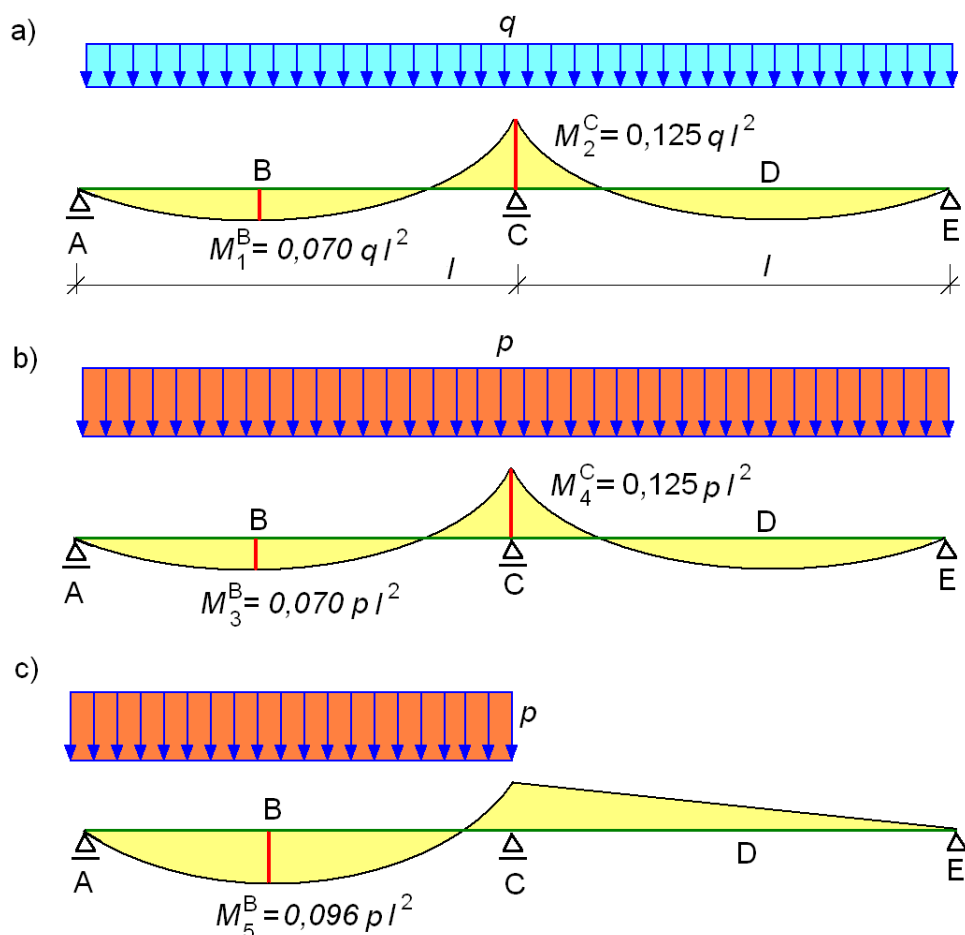 a)
q
M₂ᶜ= 0,125 q l²
B
D
A
C
E
M₁ᴮ= 0,070 q l²
l
l
b)
p
M₄ᶜ= 0,125 p l²
B
D
A
C
E
M₃ᴮ= 0,070 p l²
c)
p
B
A
C
D
E
M₅ᴮ= 0,096 p l²